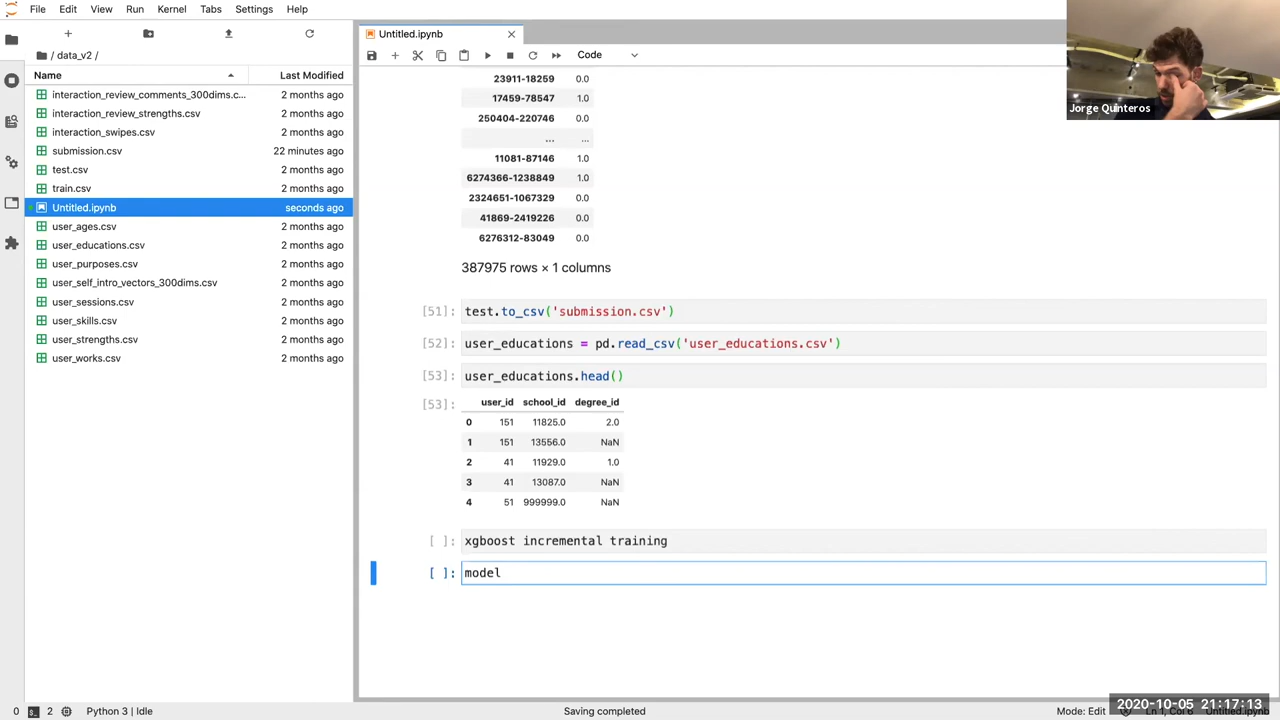 File Edit View Run Kernel Tabs Settings Help
/ data_v2 /
Name Last Modified
interaction_review_comments_300dims.c... 2 months ago
interaction_review_strengths.csv 2 months ago
interaction_swipes.csv 2 months ago
submission.csv 22 minutes ago
test.csv 2 months ago
train.csv 2 months ago
Untitled.ipynb seconds ago
user_ages.csv 2 months ago
user_educations.csv 2 months ago
user_purposes.csv 2 months ago
user_self_intro_vectors_300dims.csv 2 months ago
user_sessions.csv 2 months ago
user_skills.csv 2 months ago
user_strengths.csv 2 months ago
user_works.csv 2 months ago
Untitled.ipynb
Code
23911-18259 0.0
17459-78547 1.0
250404-220746 0.0
... ...
11081-87146 1.0
6274366-1238849 1.0
2324651-1067329 0.0
41869-2419226 0.0
6276312-83049 0.0
387975 rows × 1 columns
[51]: test.to_csv('submission.csv')
[52]: user_educations = pd.read_csv('user_educations.csv')
[53]: user_educations.head()
[53]: user_id school_id degree_id
0 151 11825.0 2.0
1 151 13556.0 NaN
2 41 11929.0 1.0
3 41 13087.0 NaN
4 51 999999.0 NaN
[ ]: xgboost incremental training
[ ]: model
Jorge Quinteros
0 2 Python 3 | Idle Saving completed Mode: Edit
2020-10-05 21:17:13